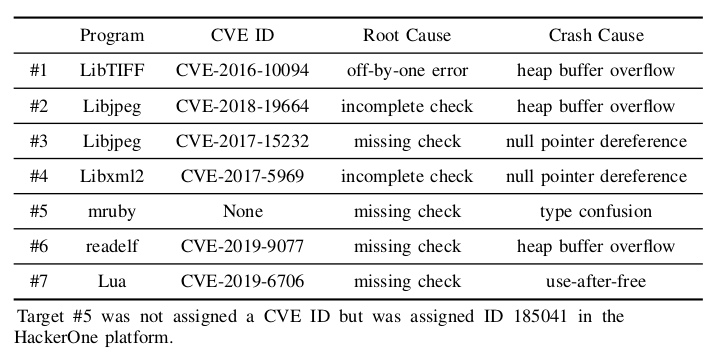 Program CVE ID Root Cause Crash Cause
#1 LibTIFF CVE-2016-10094 off-by-one error heap buffer overflow
#2 Libjpeg CVE-2018-19664 incomplete check heap buffer overflow
#3 Libjpeg CVE-2017-15232 missing check null pointer dereference
#4 Libxml2 CVE-2017-5969 incomplete check null pointer dereference
#5 mruby None missing check type confusion
#6 readelf CVE-2019-9077 missing check heap buffer overflow
#7 Lua CVE-2019-6706 missing check use-after-free
Target #5 was not assigned a CVE ID but was assigned ID 185041 in the
HackerOne platform.